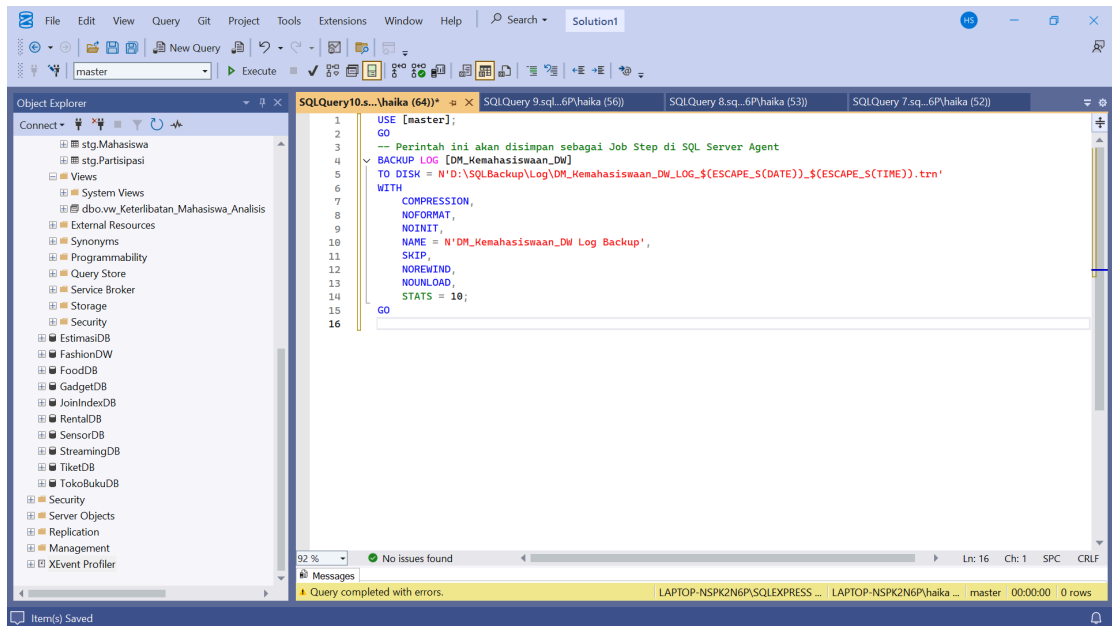 File Edit View Query Git Project Tools Extensions Window Help Search Solution1 HS
New Query
master Execute
Object Explorer
Connect
stg.Mahasiswa
stg.Partisipasi
Views
System Views
dbo.vw_Keterlibatan_Mahasiswa_Analisis
External Resources
Synonyms
Programmability
Query Store
Service Broker
Storage
Security
EstimasiDB
FashionDW
FoodDB
GadgetDB
JoinIndexDB
RentalDB
SensorDB
StreamingDB
TiketDB
TokoBukuDB
Security
Server Objects
Replication
Management
XEvent Profiler
SQLQuery10.s...\haika (64))* SQLQuery 9.sql...6P\haika (56)) SQLQuery 8.sq...6P\haika (53)) SQLQuery 7.sq...6P\haika (52))
1 USE [master];
2 GO
3 -- Perintah ini akan disimpan sebagai Job Step di SQL Server Agent
4 BACKUP LOG [DM_Kemahasiswaan_DW]
5 TO DISK = N'D:\SQLBackup\Log\DM_Kemahasiswaan_DW_LOG_$(ESCAPE_S(DATE))_$(ESCAPE_S(TIME)).trn'
6 WITH
7 COMPRESSION,
8 NOFORMAT,
9 NOINIT,
10 NAME = N'DM_Kemahasiswaan_DW Log Backup',
11 SKIP,
12 NOREWIND,
13 NOUNLOAD,
14 STATS = 10;
15 GO
16
92 % No issues found Ln: 16 Ch: 1 SPC CRLF
Messages
Query completed with errors. LAPTOP-NSPK2N6P\SQLEXPRESS ... LAPTOP-NSPK2N6P\haika ... master 00:00:00 0 rows
Item(s) Saved